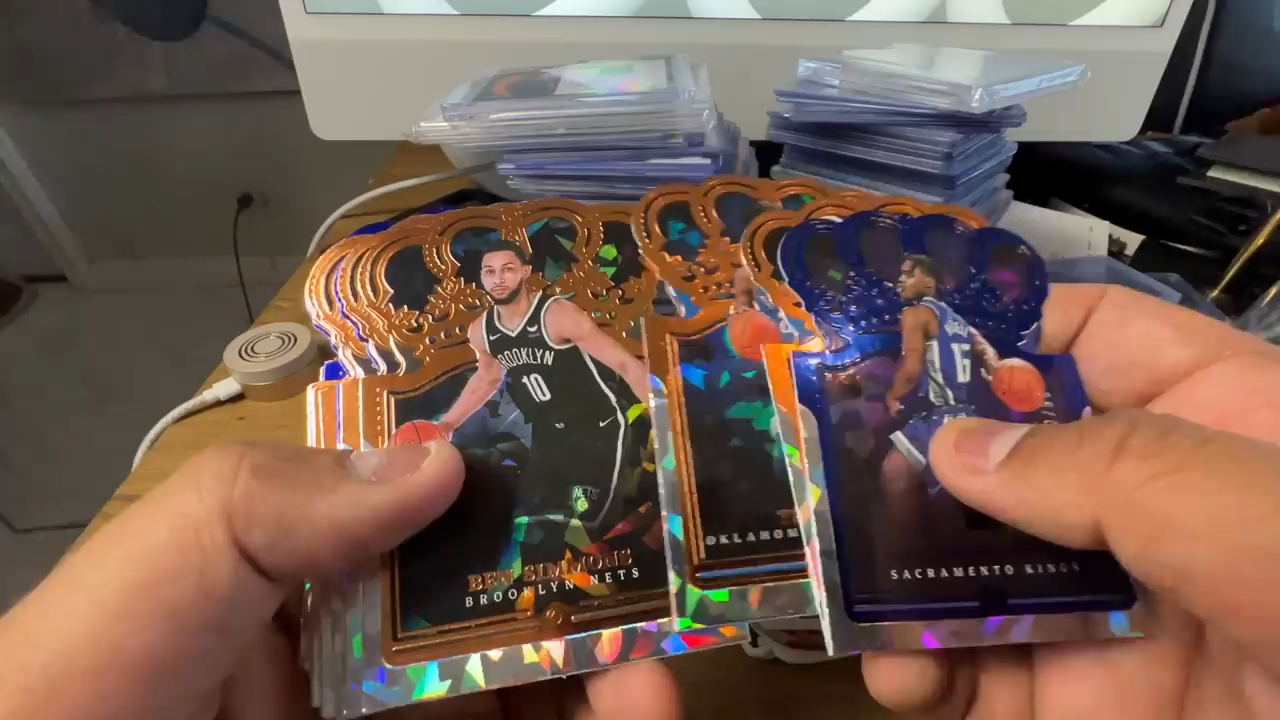 BROOKLYN
10
NETS
BEN SIMMONS
BROOKLYN NETS
OKLAHOM
16
SACRAMENTO KINGS